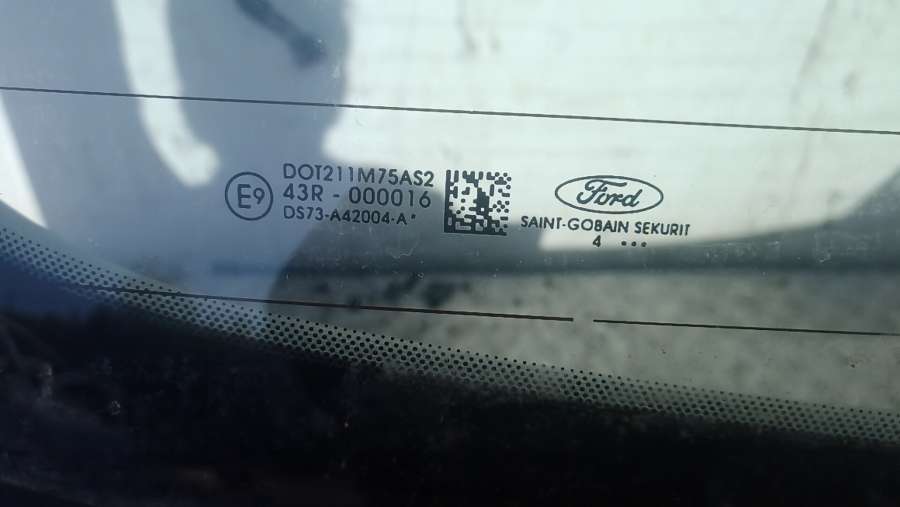 E9
DOT211M75AS2
43R - 000016
DS73-A42004-A*
Ford
SAINT-GOBAIN SEKURIT
4 •••